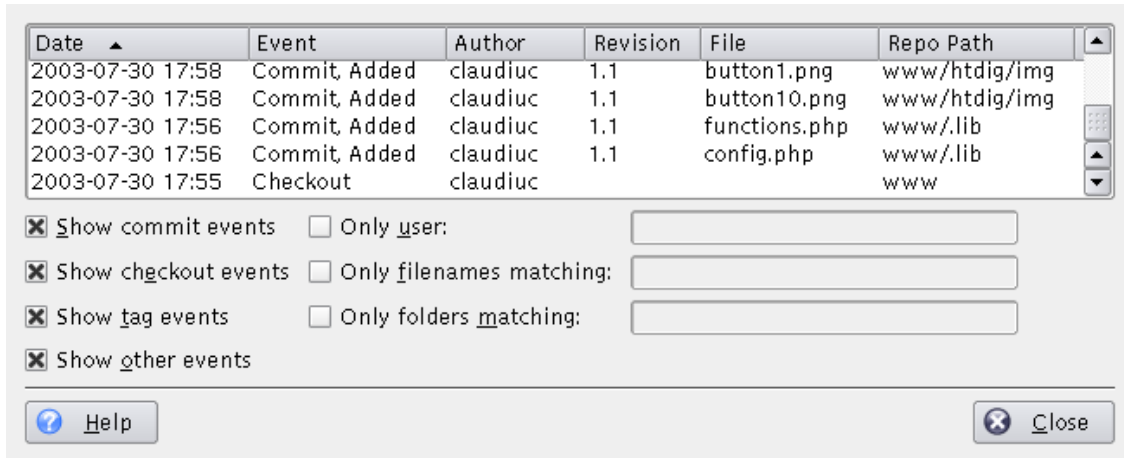 Date Event Author Revision File Repo Path
2003-07-30 17:58 Commit, Added claudiuc 1.1 button1.png www/htdig/img
2003-07-30 17:58 Commit, Added claudiuc 1.1 button10.png www/htdig/img
2003-07-30 17:56 Commit, Added claudiuc 1.1 functions.php www/.lib
2003-07-30 17:56 Commit, Added claudiuc 1.1 config.php www/.lib
2003-07-30 17:55 Checkout claudiuc www
Show commit events Only user:
Show checkout events Only filenames matching:
Show tag events Only folders matching:
Show other events
Help Close